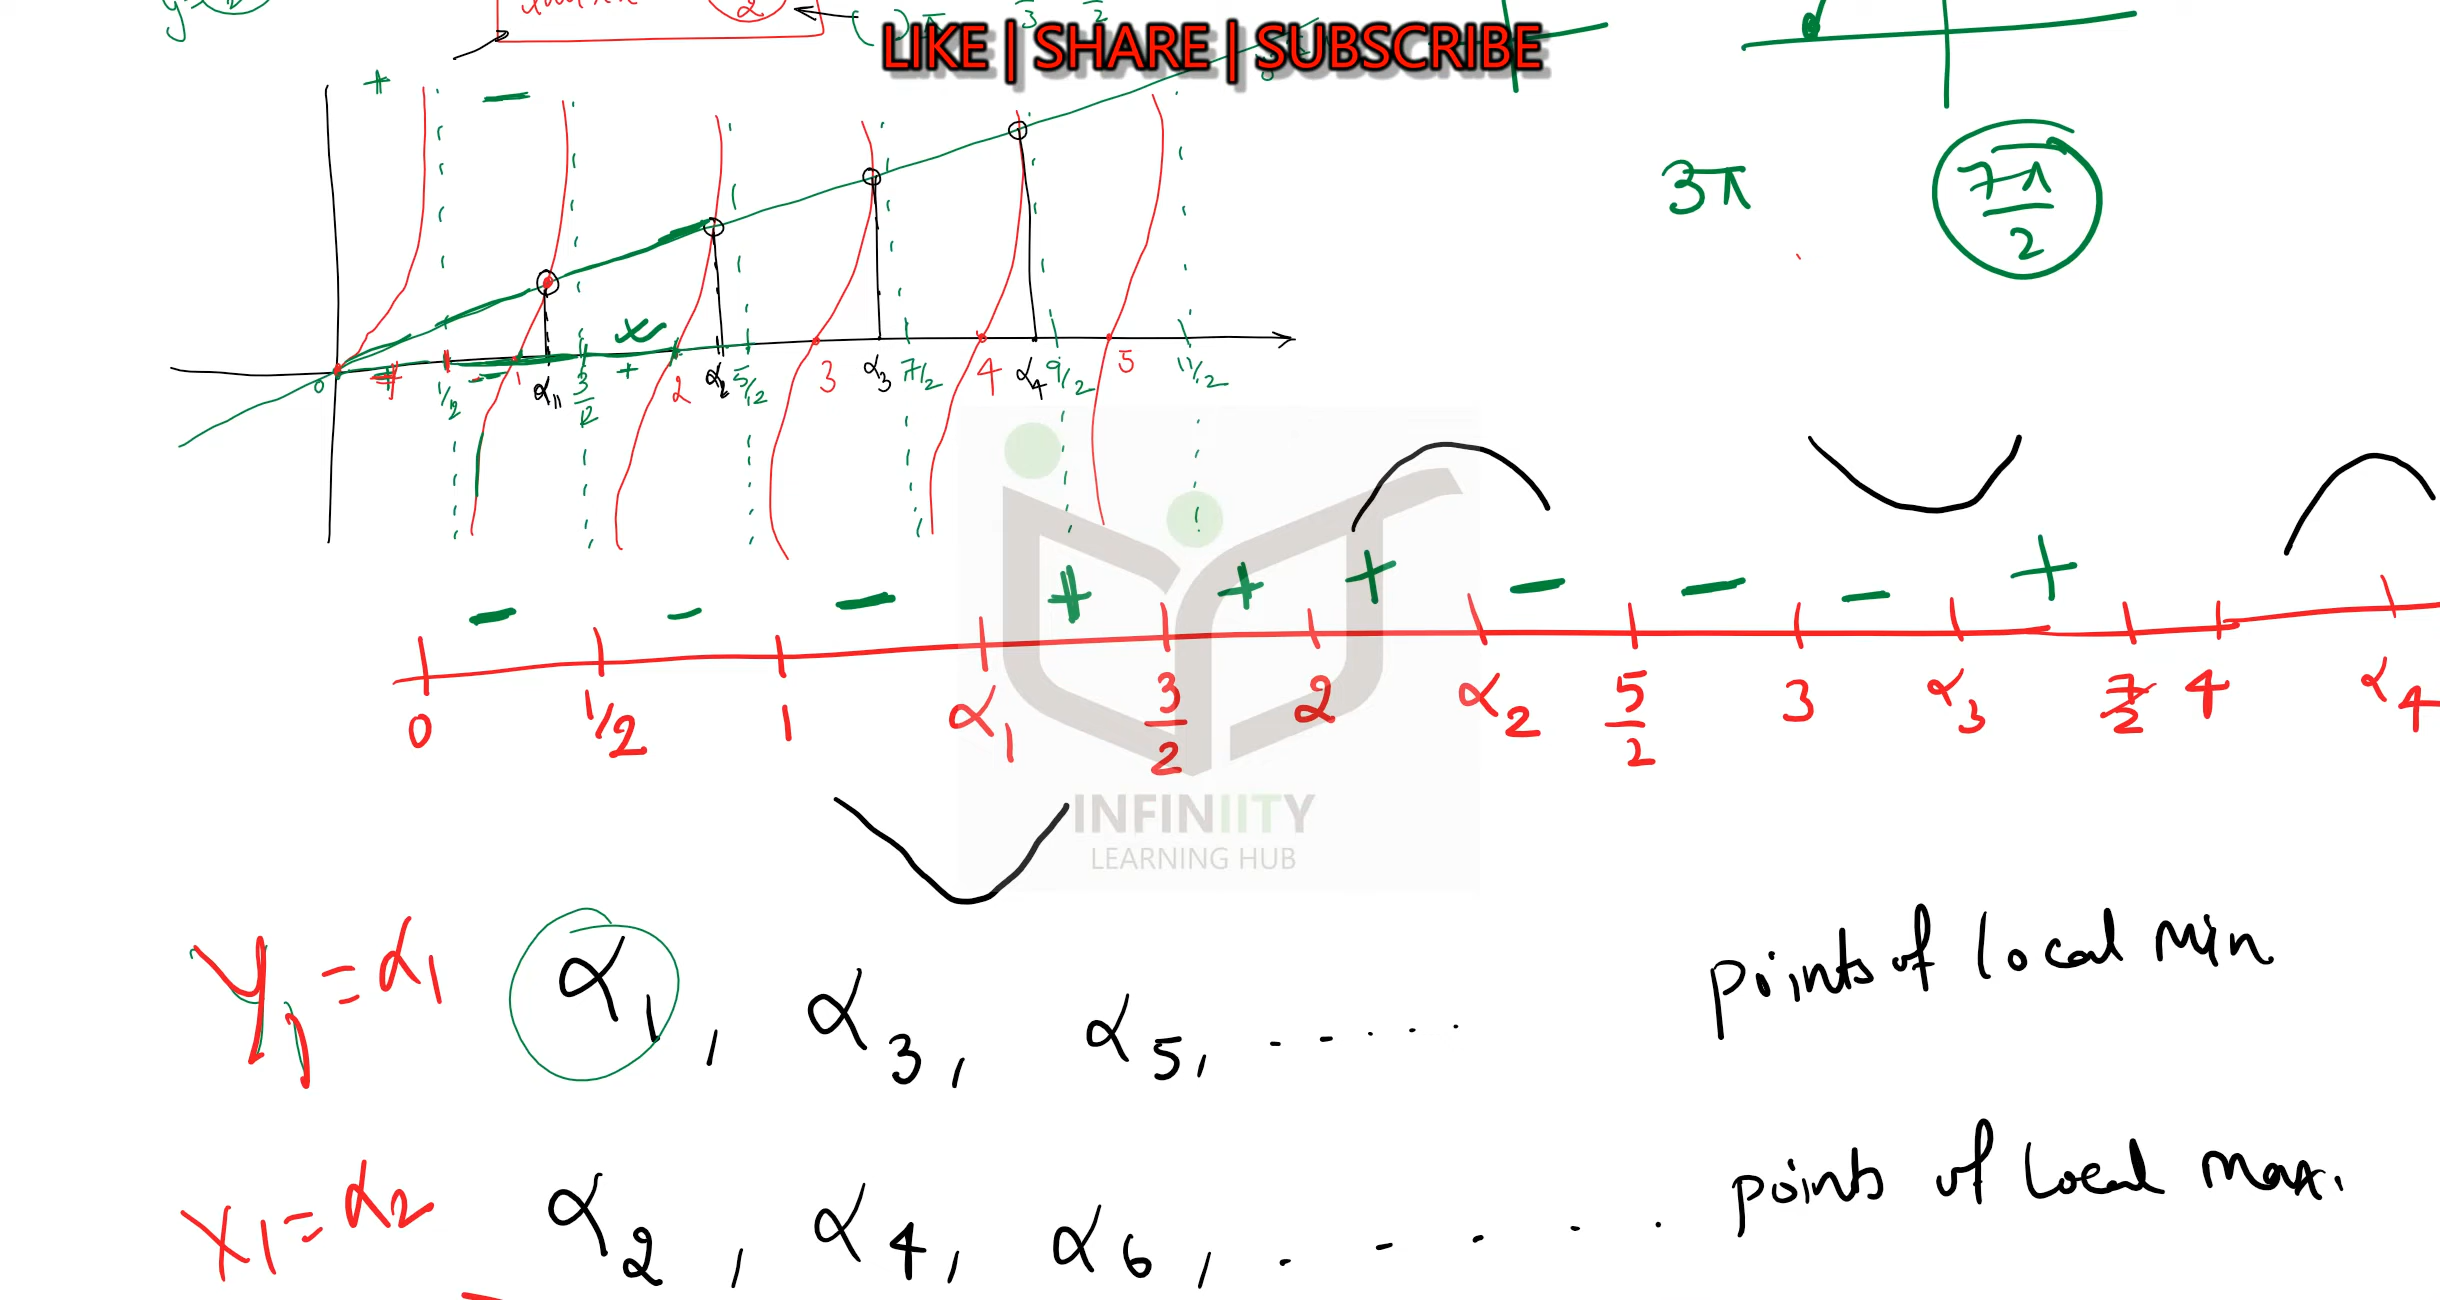 LIKE | SHARE | SUBSCRIBE
+ −
3π 7π/2
0 + 1/2 − 1 α1 3/2 + 2 α2 5/2 3 α3 7/2 4 α4 9/2 5 11/2
− − − + + + − − − +
0 1/2 1 α1 3/2 2 α2 5/2 3 α3 7/2 4 α4
INFINIITY
LEARNING HUB
y1 = α1 α1, α3, α5, ...... points of local min
x1 = α2 α2, α4, α6, ...... points of local max.